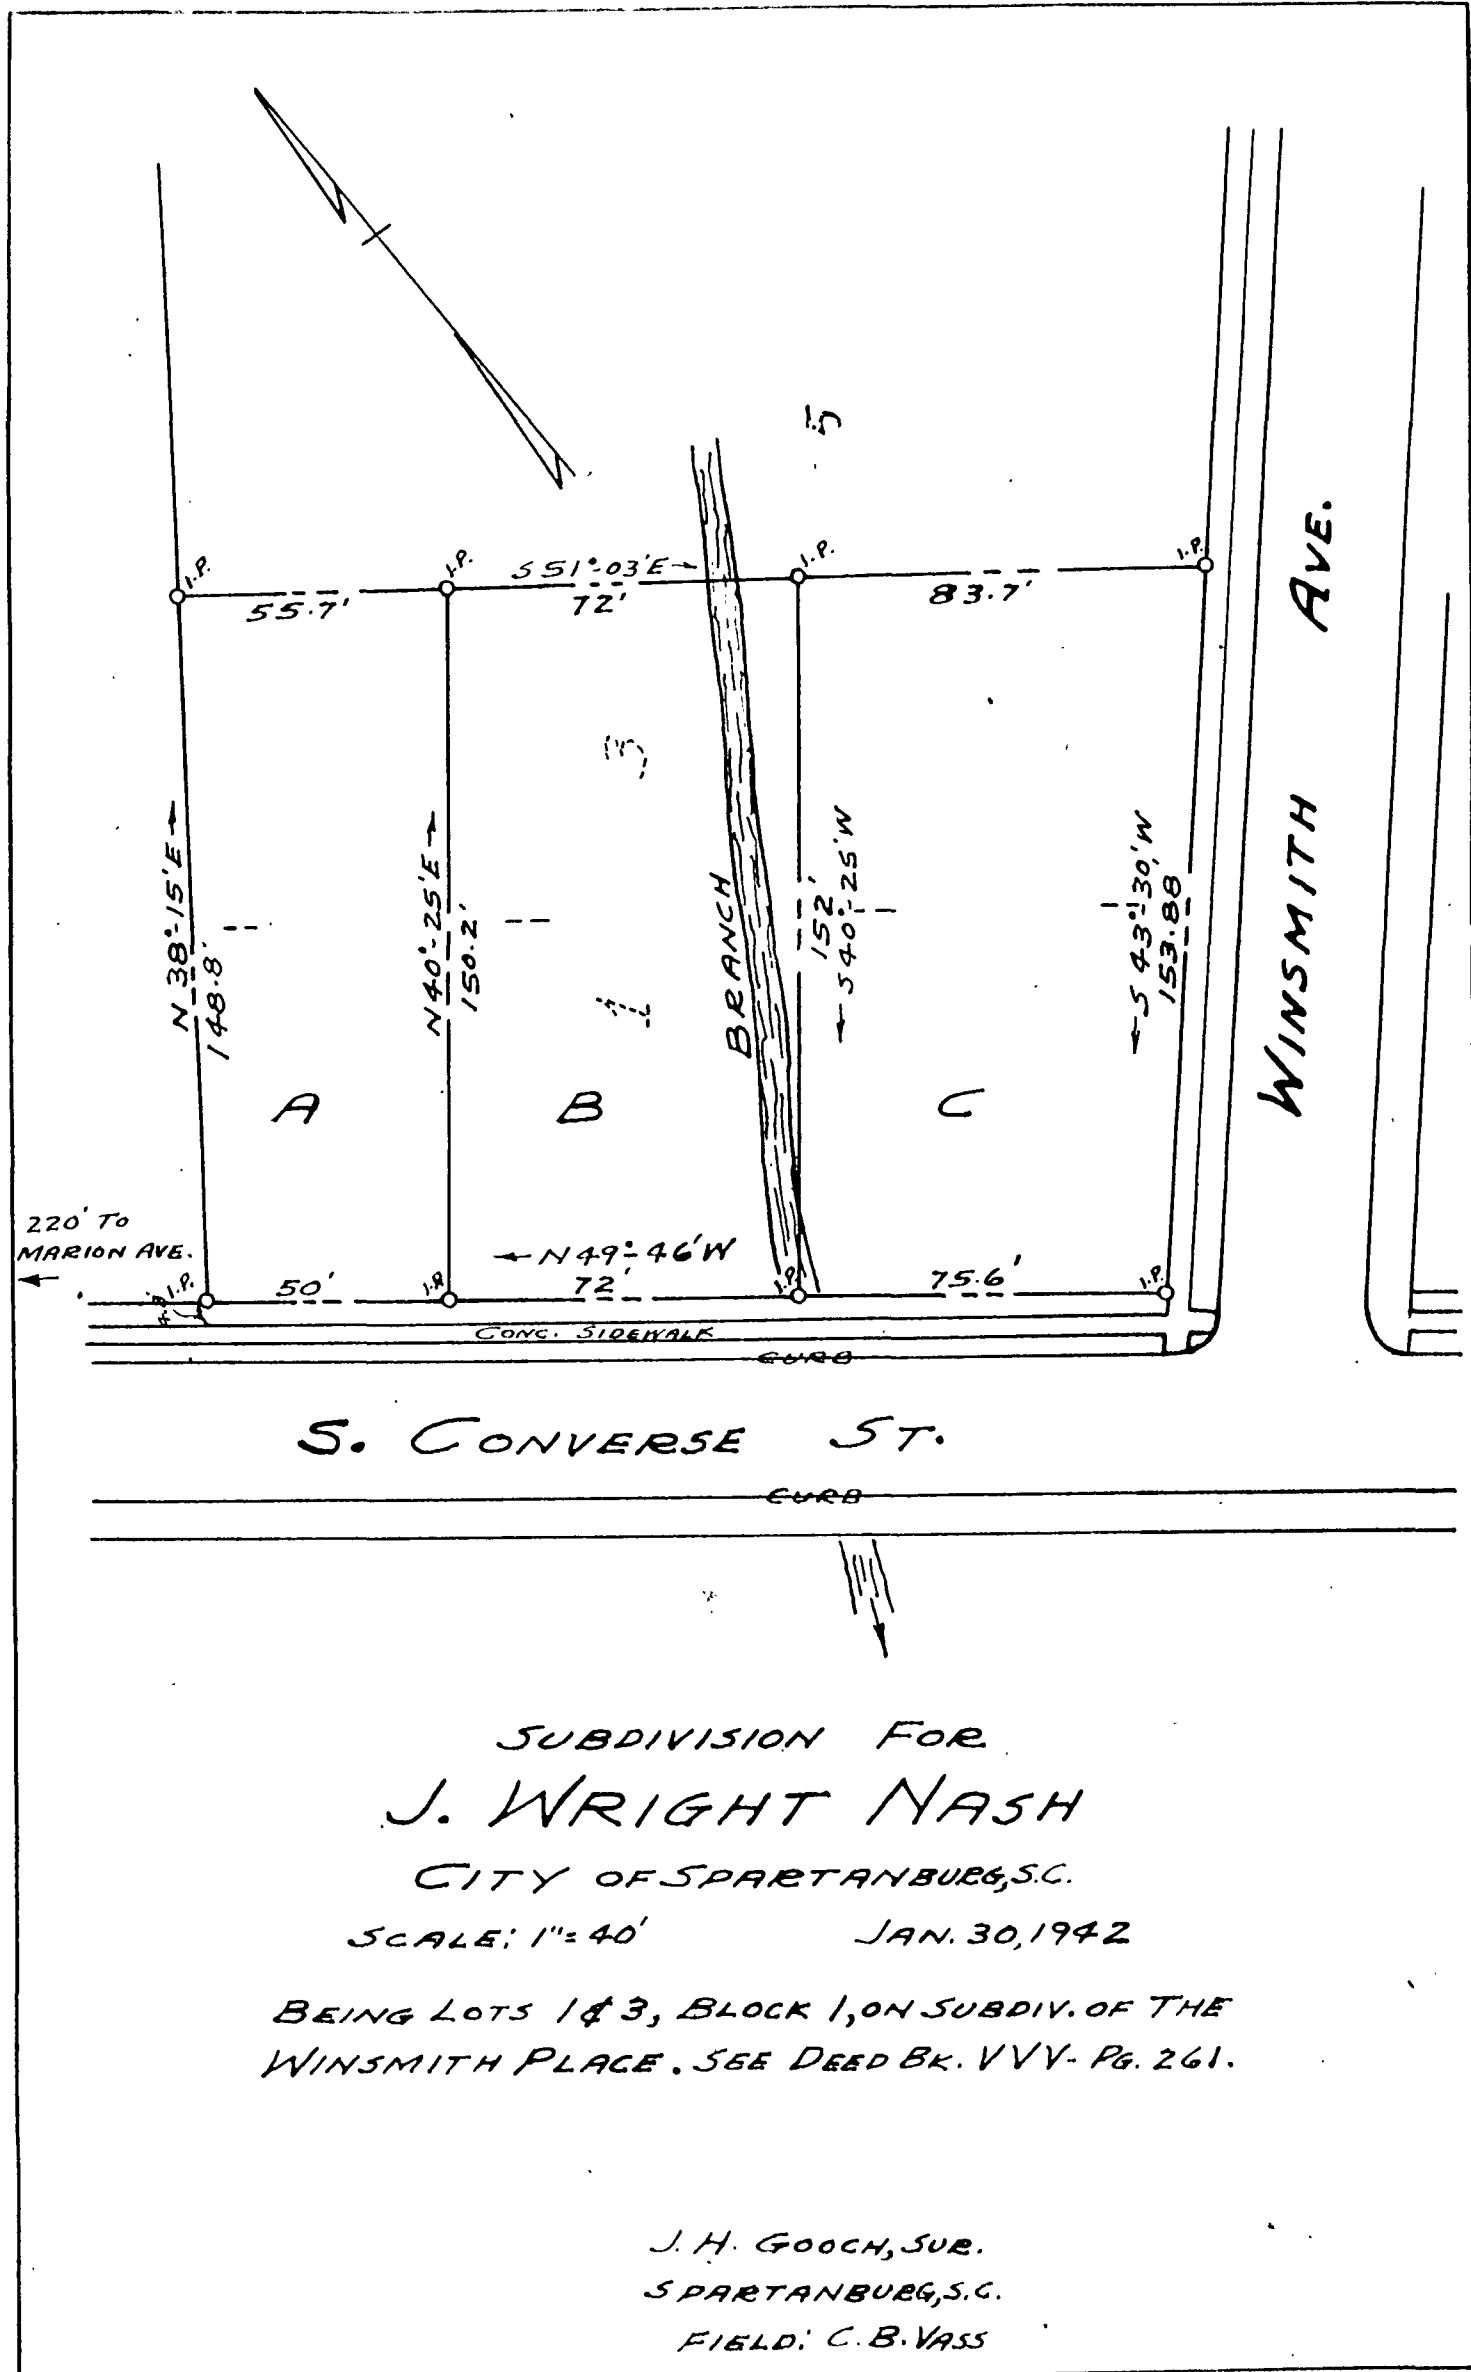 5
I.P.
I.P.
I.P.
I.P.
S 51°-03'E
55.7'
72'
83.7'
3
N 38°-15'E
148.8'
N 40°-25'E
150.2'
BRANCH
152'
S 40°-25'W
S 43°-30'W
153.88
WINSMITH AVE.
1
A
B
C
220' TO
MARION AVE.
N 49°-46'W
I.P.
50'
I.P.
72'
I.P.
75.6'
I.P.
CONC. SIDEWALK
CURB
S. CONVERSE ST.
CURB
SUBDIVISION FOR
J. WRIGHT NASH
CITY OF SPARTANBURG, S.C.
SCALE: 1"=40' JAN. 30, 1942
BEING LOTS 1 & 3, BLOCK 1, ON SUBDIV. OF THE
WINSMITH PLACE. SEE DEED BK. VVV- PG. 261.
J. H. GOOCH, SUR.
SPARTANBURG, S.C.
FIELD: C. B. VASS